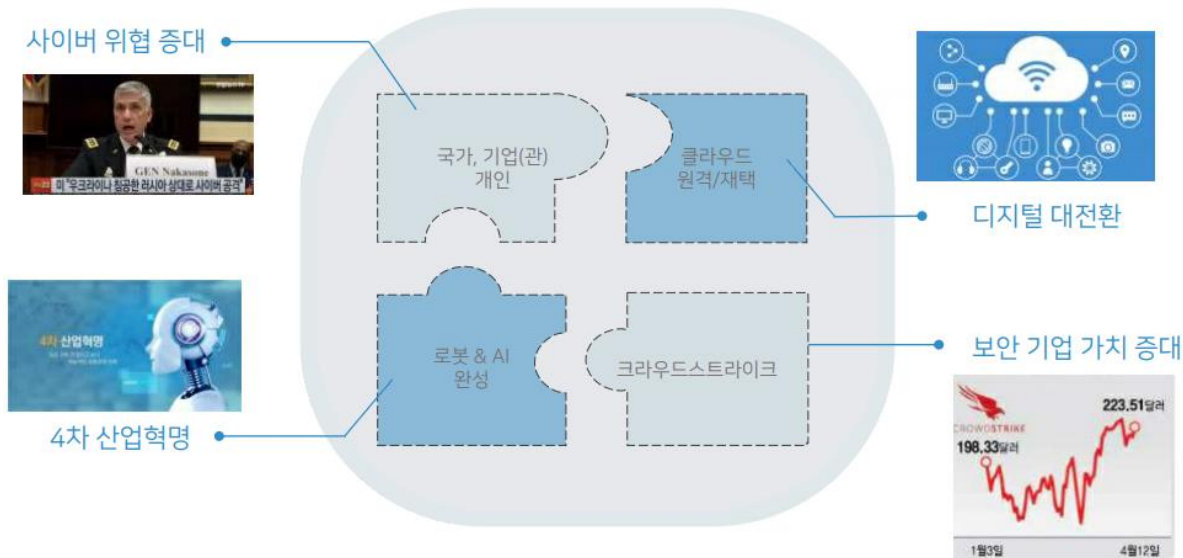 사이버 위협 증대
GEN Nakasone
미 "우크라이나 침공한 러시아 상대로 사이버 공격"
국가, 기업(관)
개인
클라우드
원격/재택
디지털 대전환
4차 산업혁명
로봇 & AI
완성
4차 산업혁명
크라우드스트라이크
보안 기업 가치 증대
CROWDSTRIKE
223.51달러
198.33달러
1월3일
4월12일